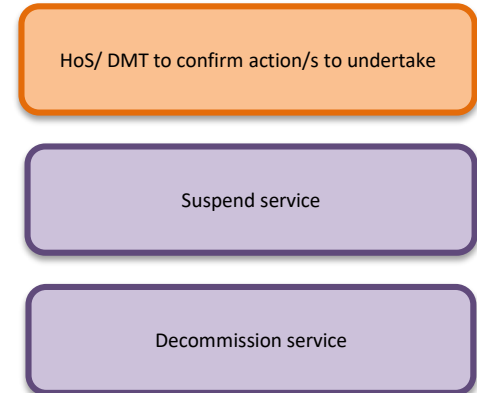 HoS/ DMT to confirm action/s to undertake
Suspend service
Decommission service